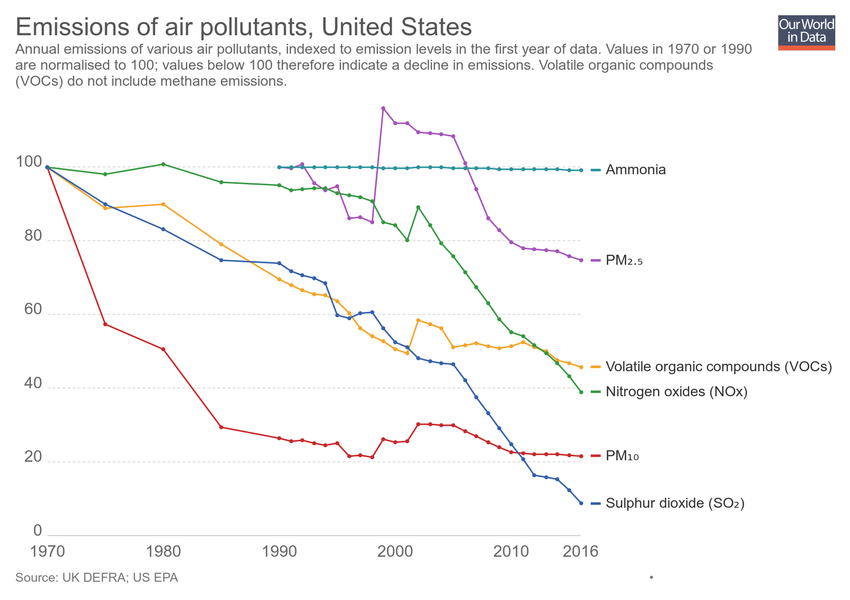 Emissions of air pollutants, United States
Our World
in Data
Annual emissions of various air pollutants, indexed to emission levels in the first year of data. Values in 1970 or 1990
are normalised to 100; values below 100 therefore indicate a decline in emissions. Volatile organic compounds
(VOCs) do not include methane emissions.
100
80
60
40
20
0
Ammonia
PM₂.₅
Volatile organic compounds (VOCs)
Nitrogen oxides (NOx)
PM₁₀
Sulphur dioxide (SO₂)
1970 1980 1990 2000 2010 2016
Source: UK DEFRA; US EPA